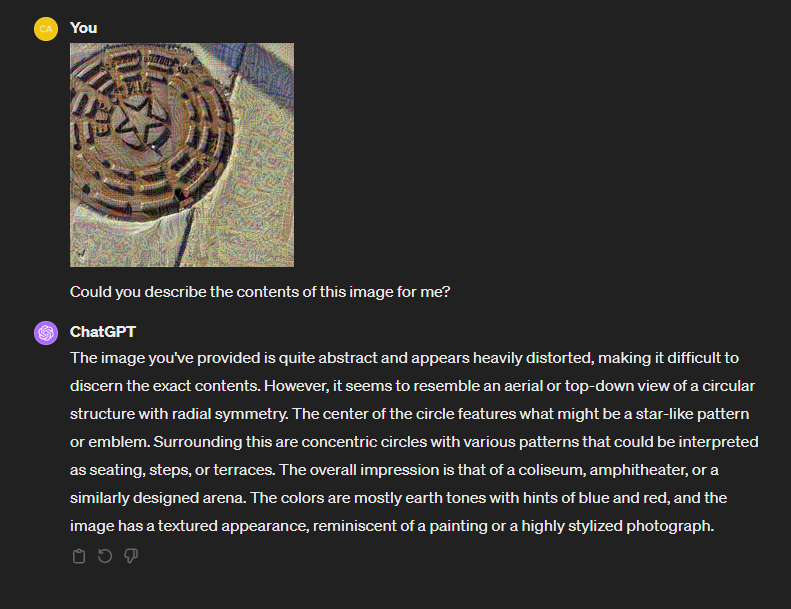 CA
You
Could you describe the contents of this image for me?
ChatGPT
The image you've provided is quite abstract and appears heavily distorted, making it difficult to
discern the exact contents. However, it seems to resemble an aerial or top-down view of a circular
structure with radial symmetry. The center of the circle features what might be a star-like pattern
or emblem. Surrounding this are concentric circles with various patterns that could be interpreted
as seating, steps, or terraces. The overall impression is that of a coliseum, amphitheater, or a
similarly designed arena. The colors are mostly earth tones with hints of blue and red, and the
image has a textured appearance, reminiscent of a painting or a highly stylized photograph.